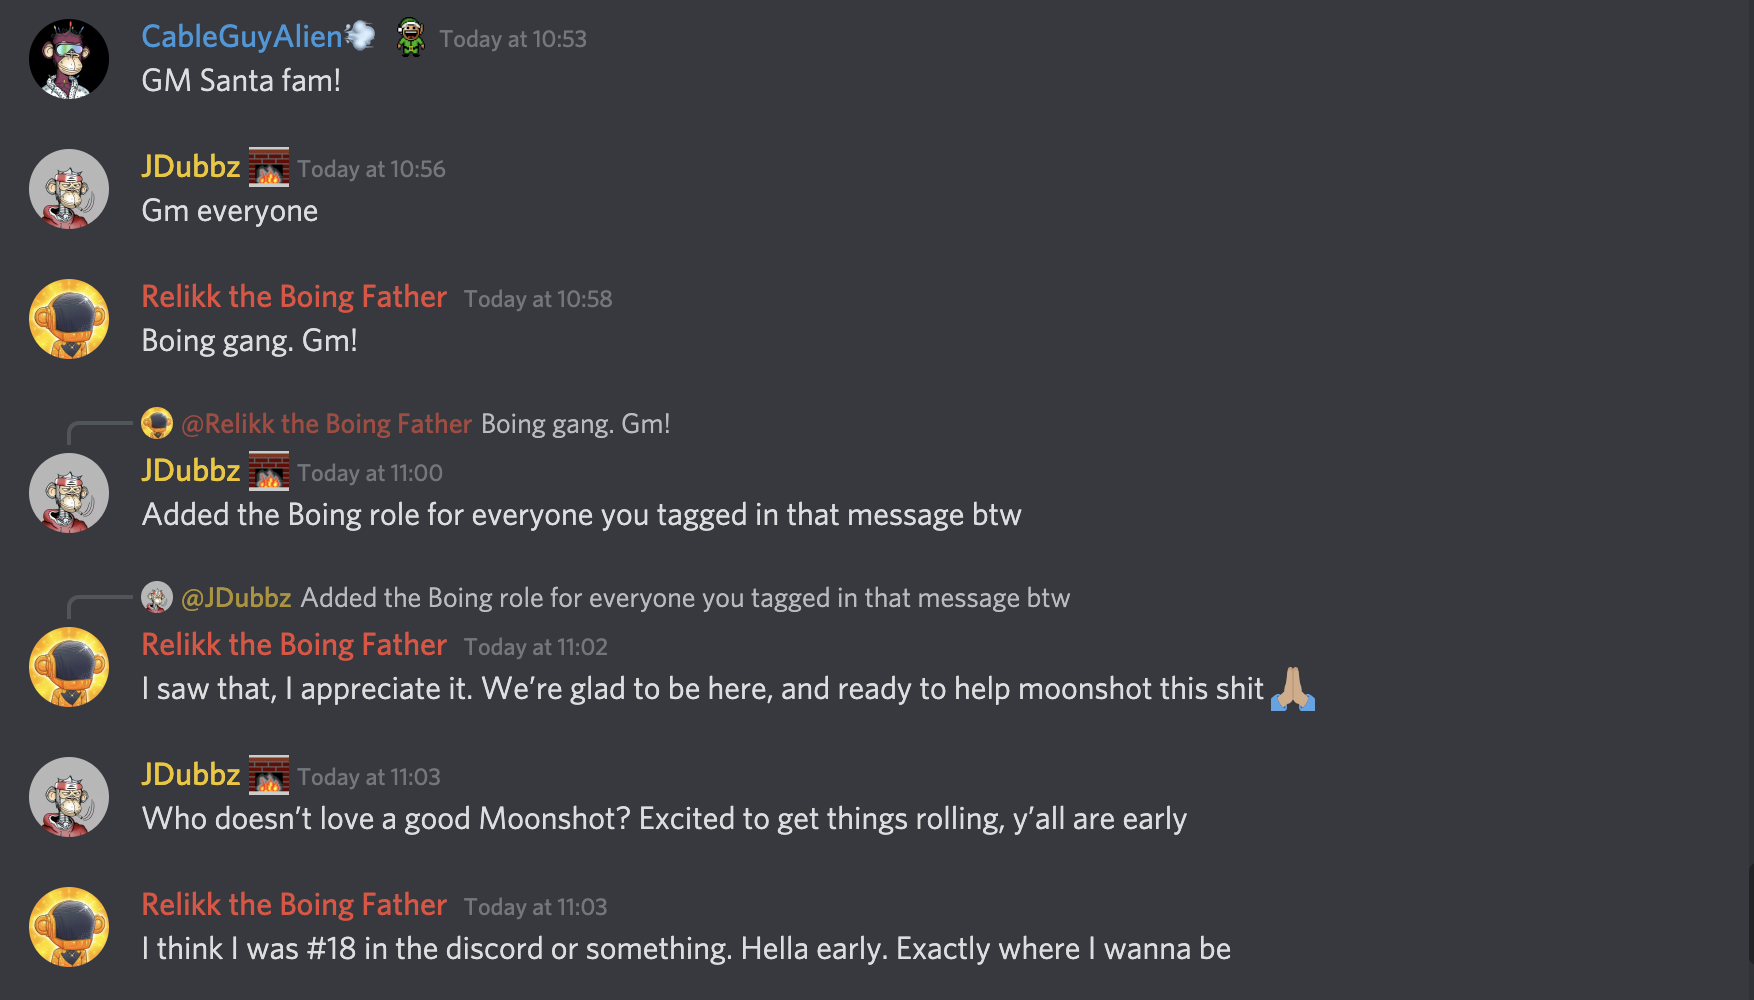 CableGuyAlien💨 Today at 10:53
GM Santa fam!
JDubbz Today at 10:56
Gm everyone
Relikk the Boing Father Today at 10:58
Boing gang. Gm!
@Relikk the Boing Father Boing gang. Gm!
JDubbz Today at 11:00
Added the Boing role for everyone you tagged in that message btw
@JDubbz Added the Boing role for everyone you tagged in that message btw
Relikk the Boing Father Today at 11:02
I saw that, I appreciate it. We’re glad to be here, and ready to help moonshot this shit 🙏🏼
JDubbz Today at 11:03
Who doesn’t love a good Moonshot? Excited to get things rolling, y’all are early
Relikk the Boing Father Today at 11:03
I think I was #18 in the discord or something. Hella early. Exactly where I wanna be